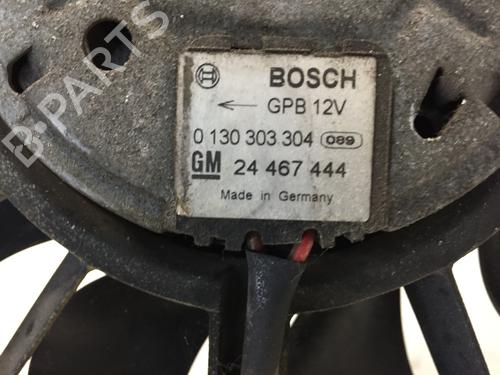 BOSCH
← GPB 12V
0 130 303 304 089
GM 24 467 444
Made in Germany
B-PARTS